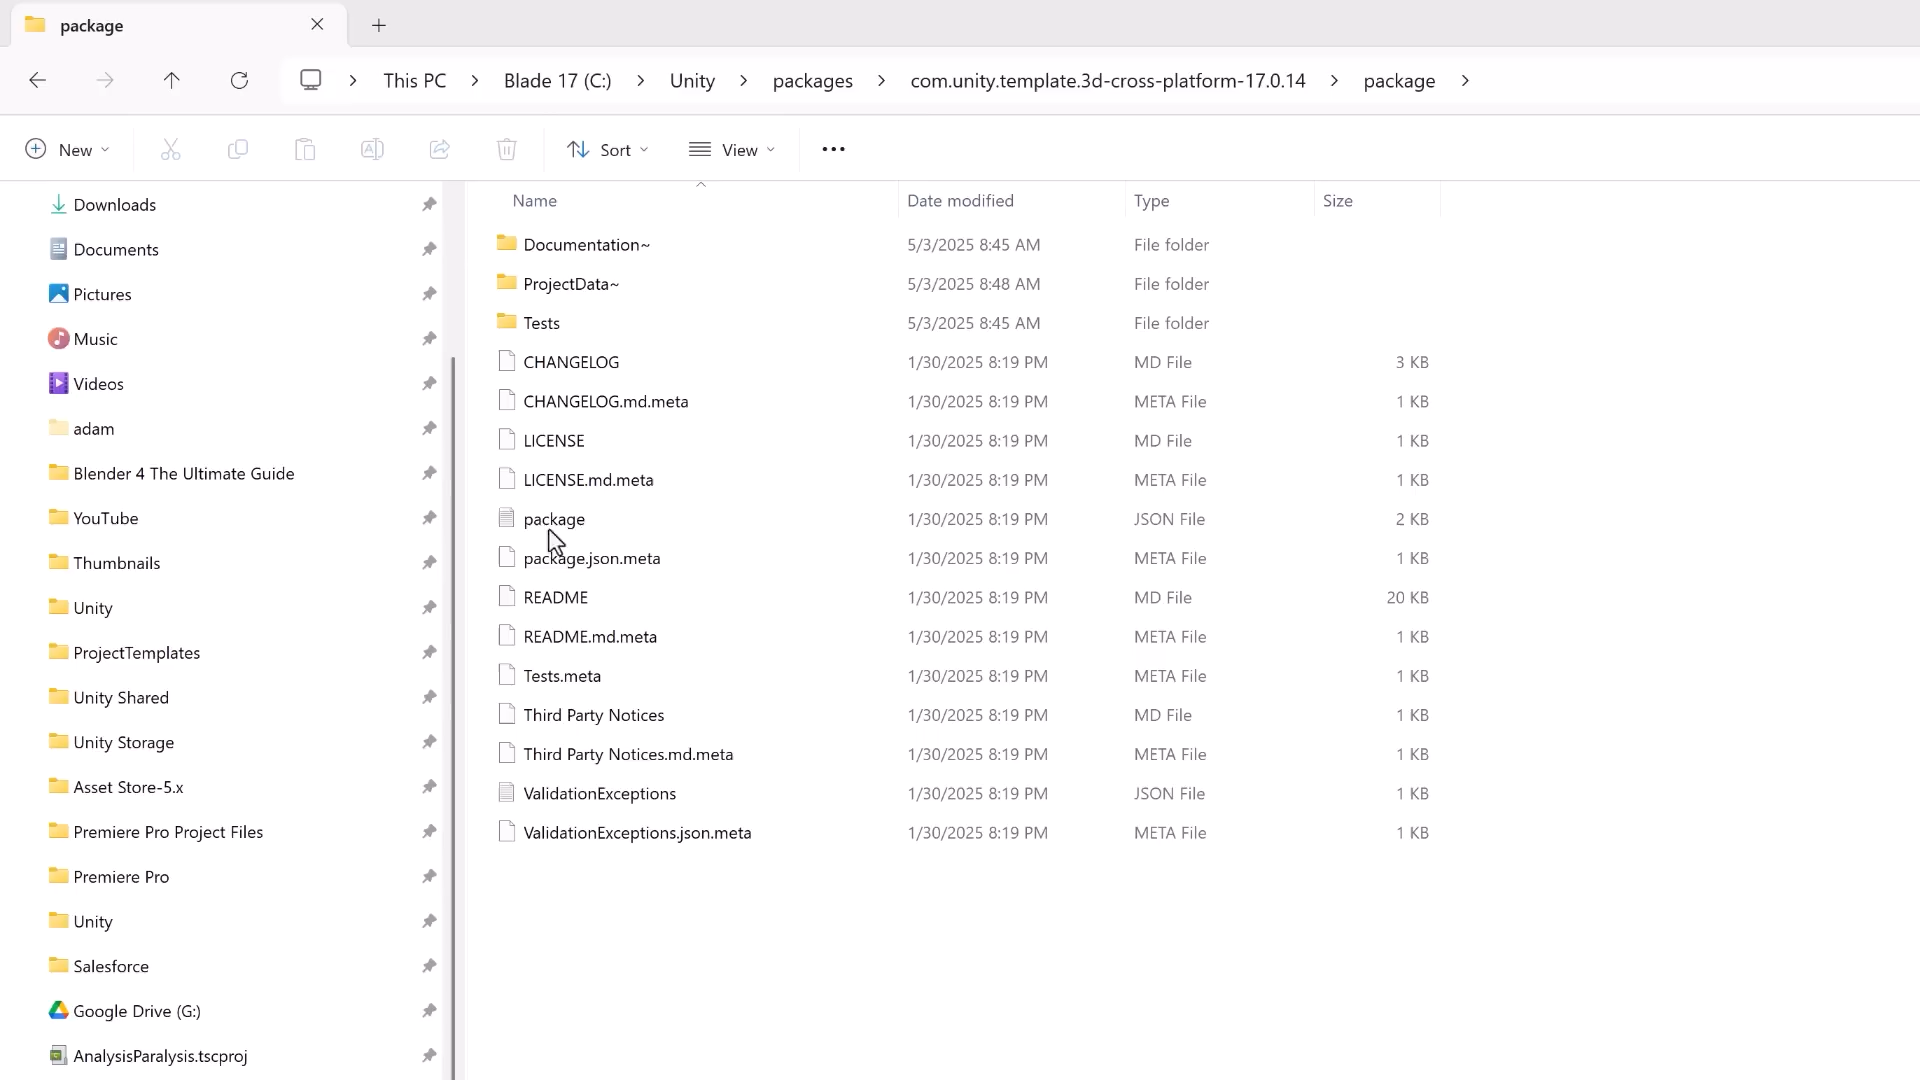 package
This PC > Blade 17 (C:) > Unity > packages > com.unity.template.3d-cross-platform-17.0.14 > package >
New Sort View
Downloads
Documents
Pictures
Music
Videos
adam
Blender 4 The Ultimate Guide
YouTube
Thumbnails
Unity
ProjectTemplates
Unity Shared
Unity Storage
Asset Store-5.x
Premiere Pro Project Files
Premiere Pro
Unity
Salesforce
Google Drive (G:)
AnalysisParalysis.tscproj
Name Date modified Type Size
Documentation~ 5/3/2025 8:45 AM File folder
ProjectData~ 5/3/2025 8:48 AM File folder
Tests 5/3/2025 8:45 AM File folder
CHANGELOG 1/30/2025 8:19 PM MD File 3 KB
CHANGELOG.md.meta 1/30/2025 8:19 PM META File 1 KB
LICENSE 1/30/2025 8:19 PM MD File 1 KB
LICENSE.md.meta 1/30/2025 8:19 PM META File 1 KB
package 1/30/2025 8:19 PM JSON File 2 KB
package.json.meta 1/30/2025 8:19 PM META File 1 KB
README 1/30/2025 8:19 PM MD File 20 KB
README.md.meta 1/30/2025 8:19 PM META File 1 KB
Tests.meta 1/30/2025 8:19 PM META File 1 KB
Third Party Notices 1/30/2025 8:19 PM MD File 1 KB
Third Party Notices.md.meta 1/30/2025 8:19 PM META File 1 KB
ValidationExceptions 1/30/2025 8:19 PM JSON File 1 KB
ValidationExceptions.json.meta 1/30/2025 8:19 PM META File 1 KB